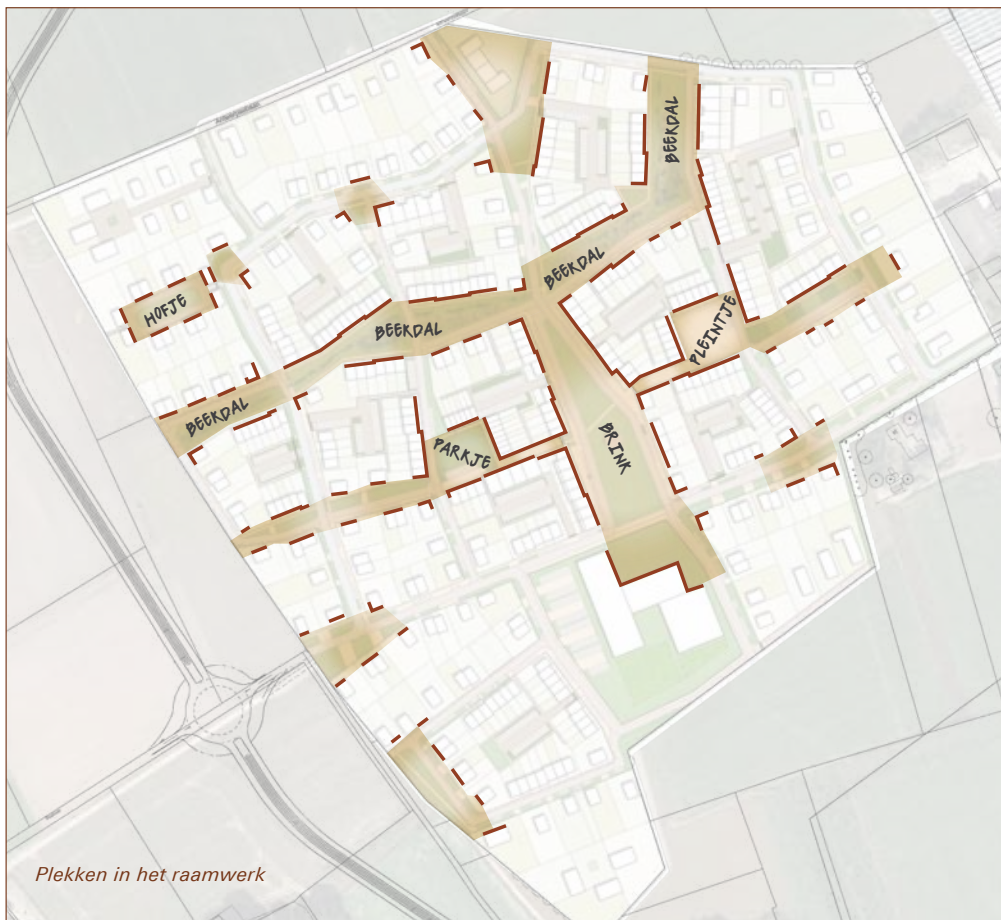 BEEKDAL
BEEKDAL
HOFJE
BEEKDAL
PLEINTJE
BEEKDAL
PARKJE
BRINK
Plekken in het raamwerk